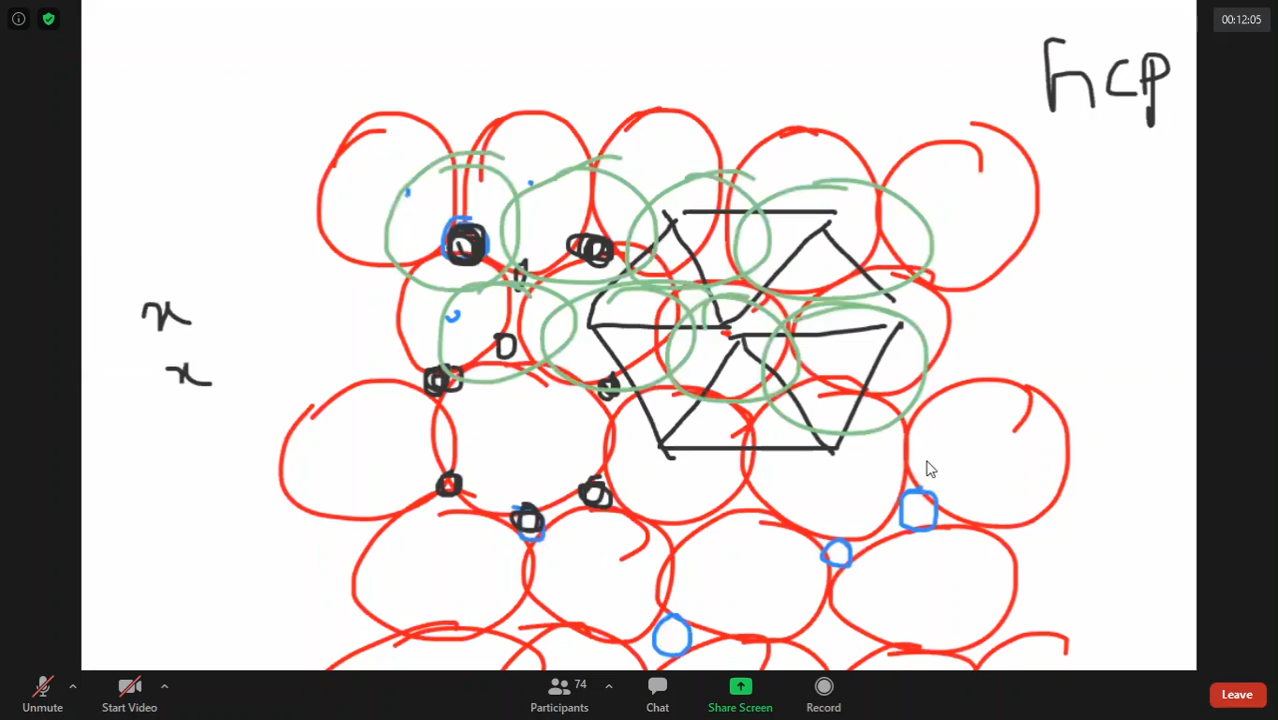 00:12:05
hcp
x
x
Unmute
Start Video
74
Participants
Chat
Share Screen
Record
Leave